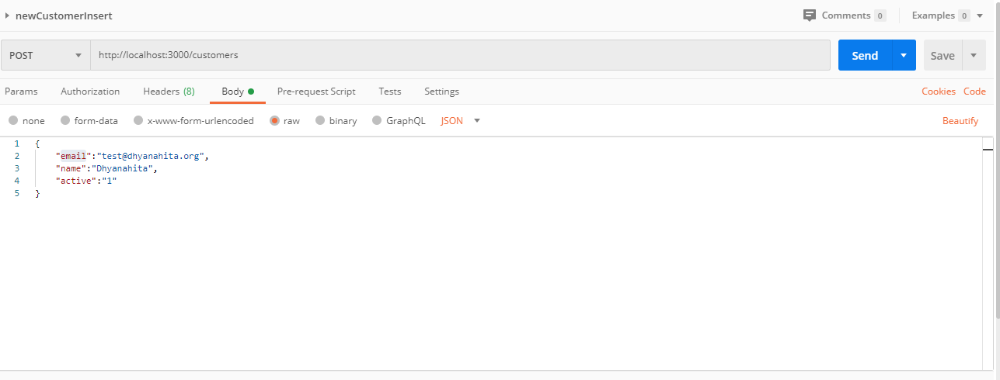 newCustomerInsert Comments 0 Examples 0
POST http://localhost:3000/customers Send Save
Params Authorization Headers (8) Body Pre-request Script Tests Settings Cookies Code
none form-data x-www-form-urlencoded raw binary GraphQL JSON Beautify
1 {
2 "email":"test@dhyanahita.org",
3 "name":"Dhyanahita",
4 "active":"1"
5 }